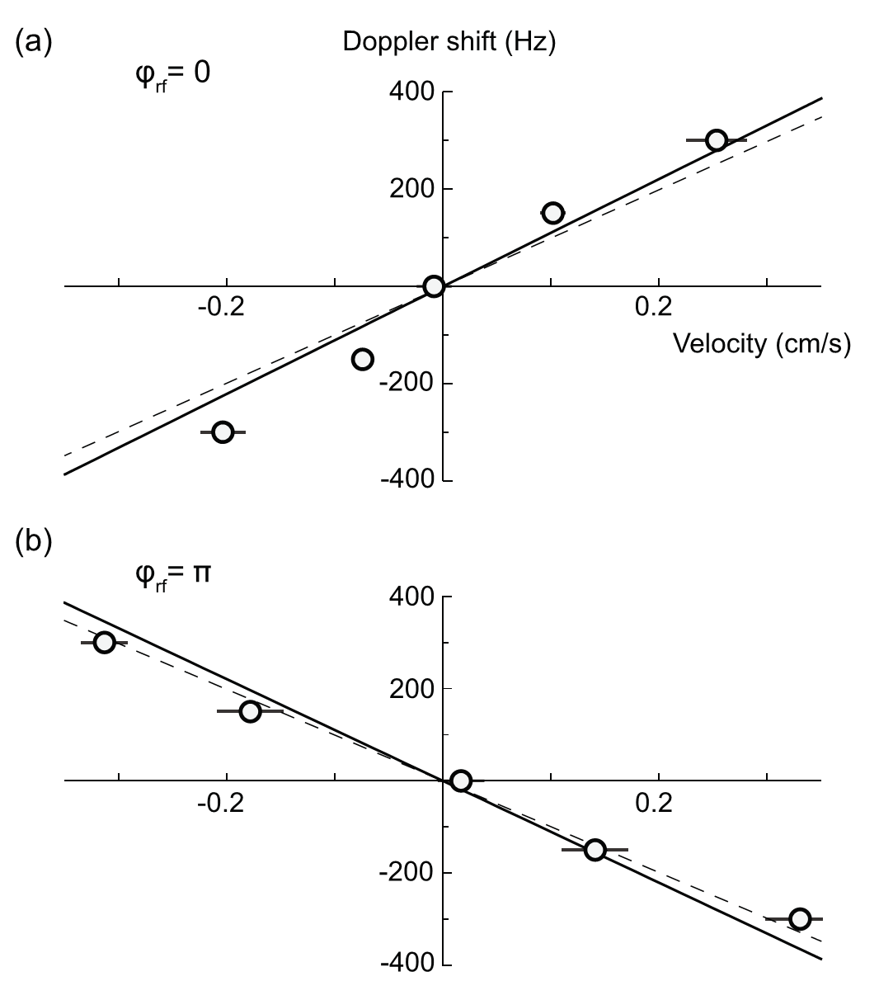 (a)
Doppler shift (Hz)
φrf= 0
400
200
-0.2
0.2
Velocity (cm/s)
-200
-400
(b)
φrf= π
400
200
-0.2
0.2
-200
-400